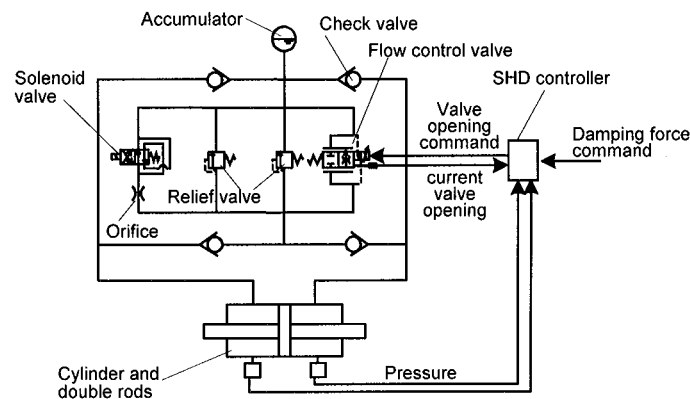 Accumulator
Check valve
Flow control valve
Solenoid
valve
SHD controller
Valve
opening
command
Damping force
command
current
valve
opening
Relief valve
Orifice
Pressure
Cylinder and
double rods